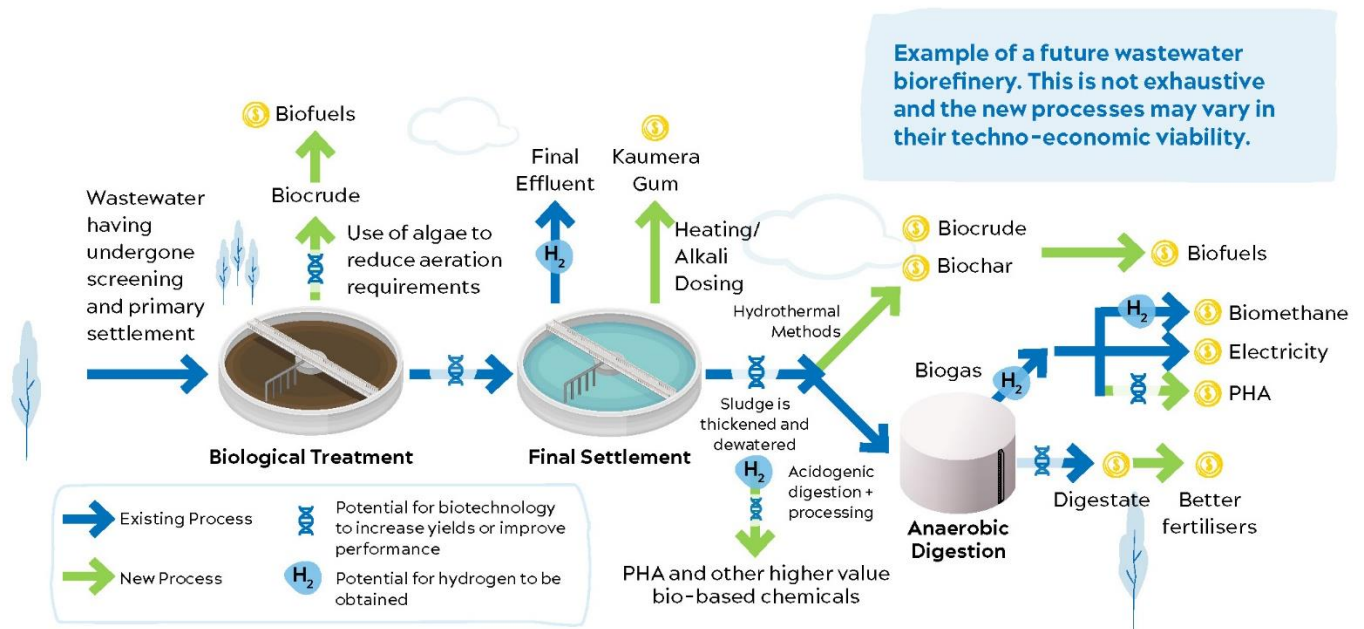 Example of a future wastewater
biorefinery. This is not exhaustive
and the new processes may vary in
their techno-economic viability.
$ Biofuels
Biocrude
Wastewater
having
undergone
screening
and primary
settlement
Use of algae to
reduce aeration
requirements
Biological Treatment
Final
Effluent
H₂
$
Kaumera
Gum
Heating/
Alkali
Dosing
Final Settlement
Hydrothermal
Methods
$ Biocrude
$ Biochar
$ Biofuels
Sludge is
thickened and
dewatered
H₂
Acidogenic
digestion +
processing
PHA and other higher value
bio-based chemicals
Biogas
H₂
H₂
$ Biomethane
$ Electricity
$ PHA
Anaerobic
Digestion
$
Digestate
$
Better
fertilisers
Existing Process
New Process
Potential for biotechnology
to increase yields or improve
performance
H₂
Potential for hydrogen to be
obtained